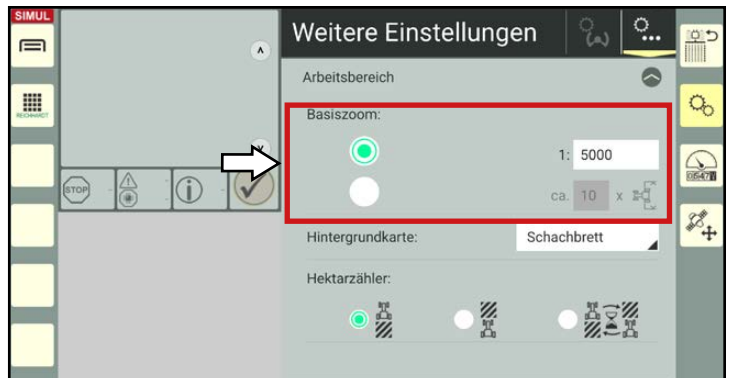 SIMUL
Weitere Einstellungen
Arbeitsbereich
REICHHARDT
Basiszoom:
1: 5000
STOP
ca. 10 x
Hintergrundkarte:
Schachbrett
Hektarzähler: